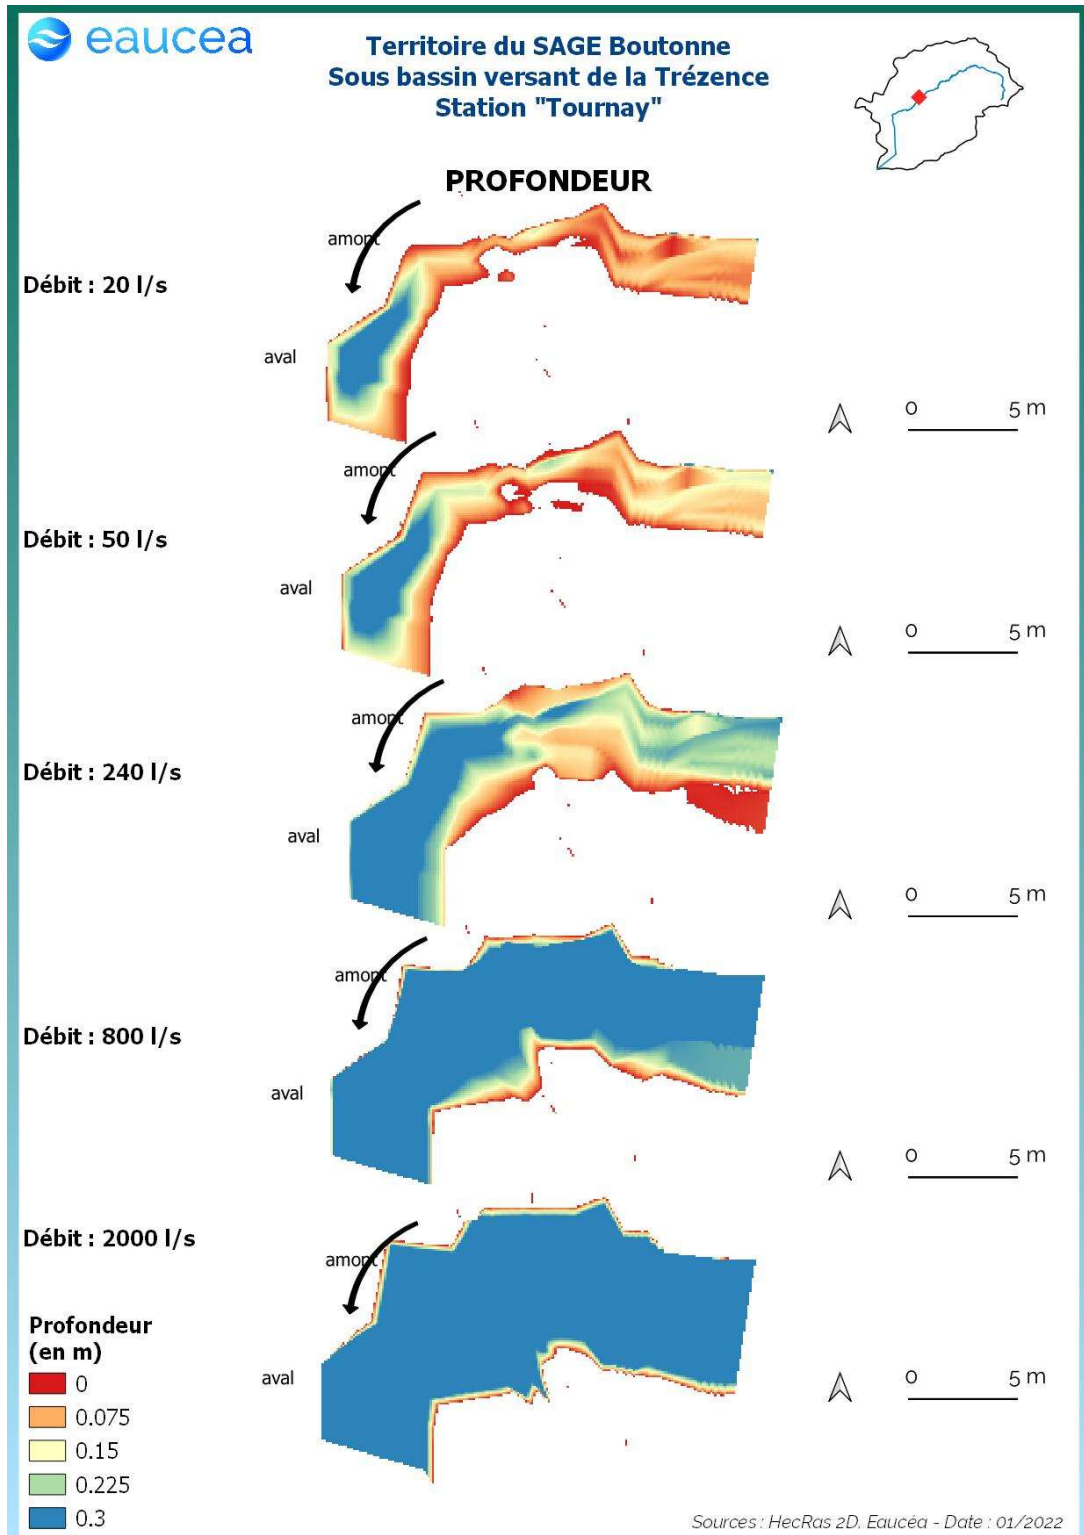 eaucea
Territoire du SAGE Boutonne
Sous bassin versant de la Trézence
Station "Tournay"
PROFONDEUR
amont
Débit : 20 l/s
aval
0 5 m
amont
Débit : 50 l/s
aval
0 5 m
amont
Débit : 240 l/s
aval
0 5 m
amont
Débit : 800 l/s
aval
0 5 m
Débit : 2000 l/s
amont
aval
0 5 m
Profondeur
(en m)
0
0.075
0.15
0.225
0.3
Sources : HecRas 2D, Eaucéa - Date : 01/2022